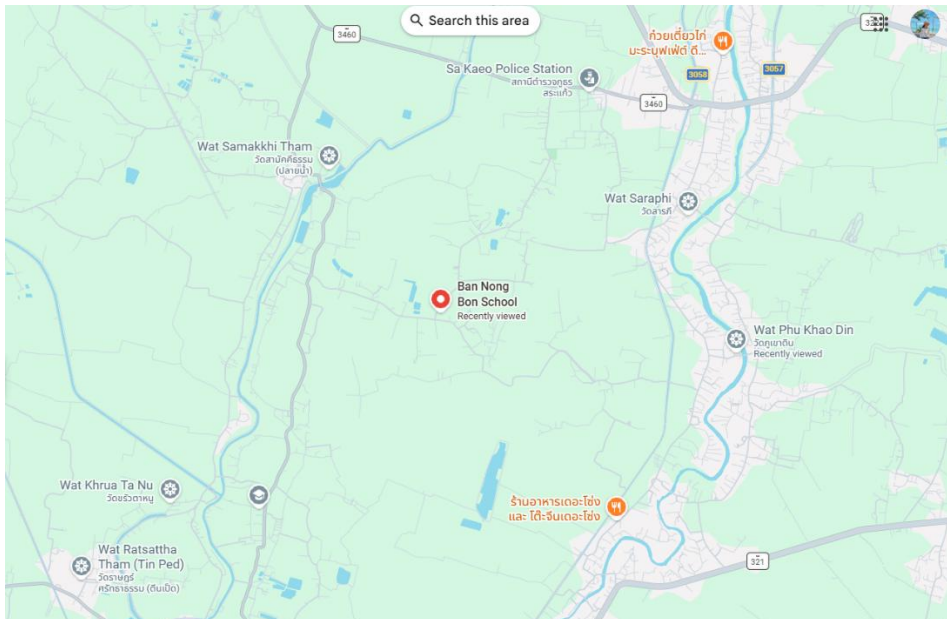 Search this area
3460
ก๋วยเตี๋ยวไก่
มะระบุฟเฟ่ต์ ดี...
Sa Kaeo Police Station
สถานีตำรวจภูธร
สระแก้ว
3058
3057
3460
Wat Samakkhi Tham
วัดสามัคคีธรรม
(ปลายน้ำ)
Wat Saraphi
วัดสารภี
Ban Nong
Bon School
Recently viewed
Wat Phu Khao Din
วัดภูเขาดิน
Recently viewed
Wat Khrua Ta Nu
วัดขรัวตาหนู
ร้านอาหารเดอะโซ่ง
และ โต๊ะจีนเดอะโซ่ง
Wat Ratsattha
Tham (Tin Ped)
วัดราษฎร์
ศรัทธาธรรม (ตีนเป็ด)
321